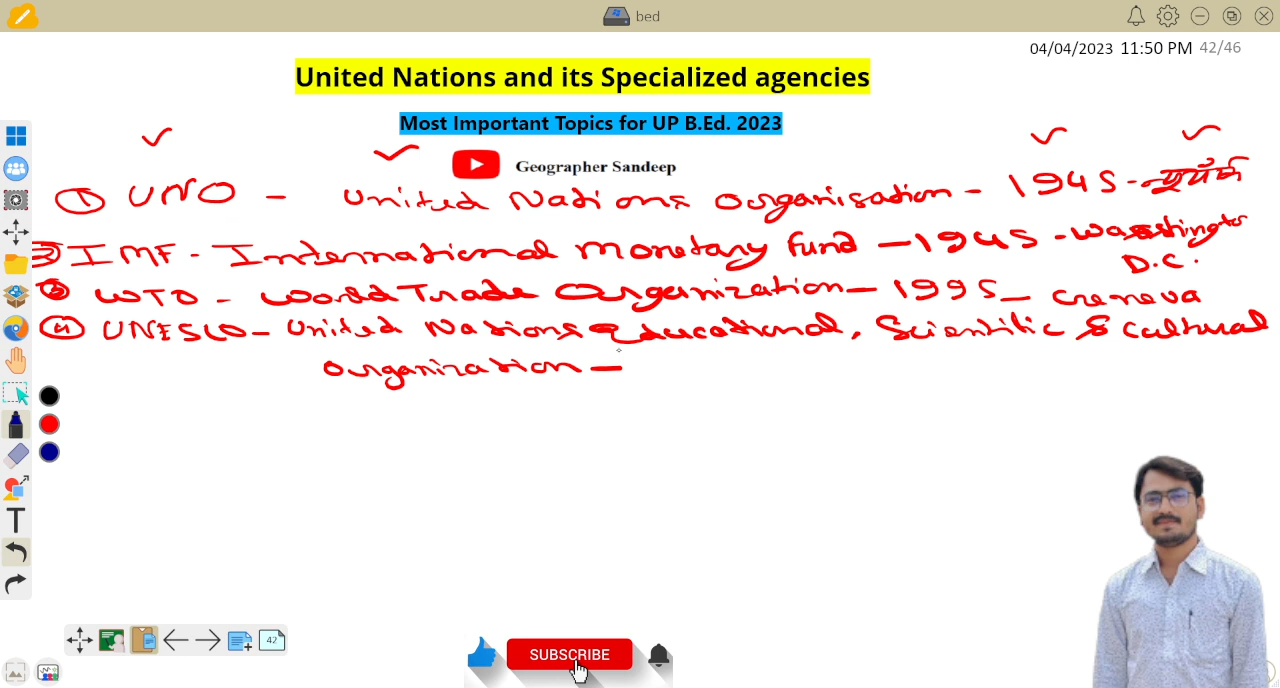 bed
04/04/2023 11:50 PM 42/46
United Nations and its Specialized agencies
Most Important Topics for UP B.Ed. 2023
Geographer Sandeep
① UNO - United Nations Organisation - 1945 -
IMF - International Monetary Fund - 1945 - Washington D.C.
③ WTO - World Trade Organization - 1995 - Geneva
④ UNESCO - United Nations Educational, Scientific & Cultural
Organization -
T
42
SUBSCRIBE